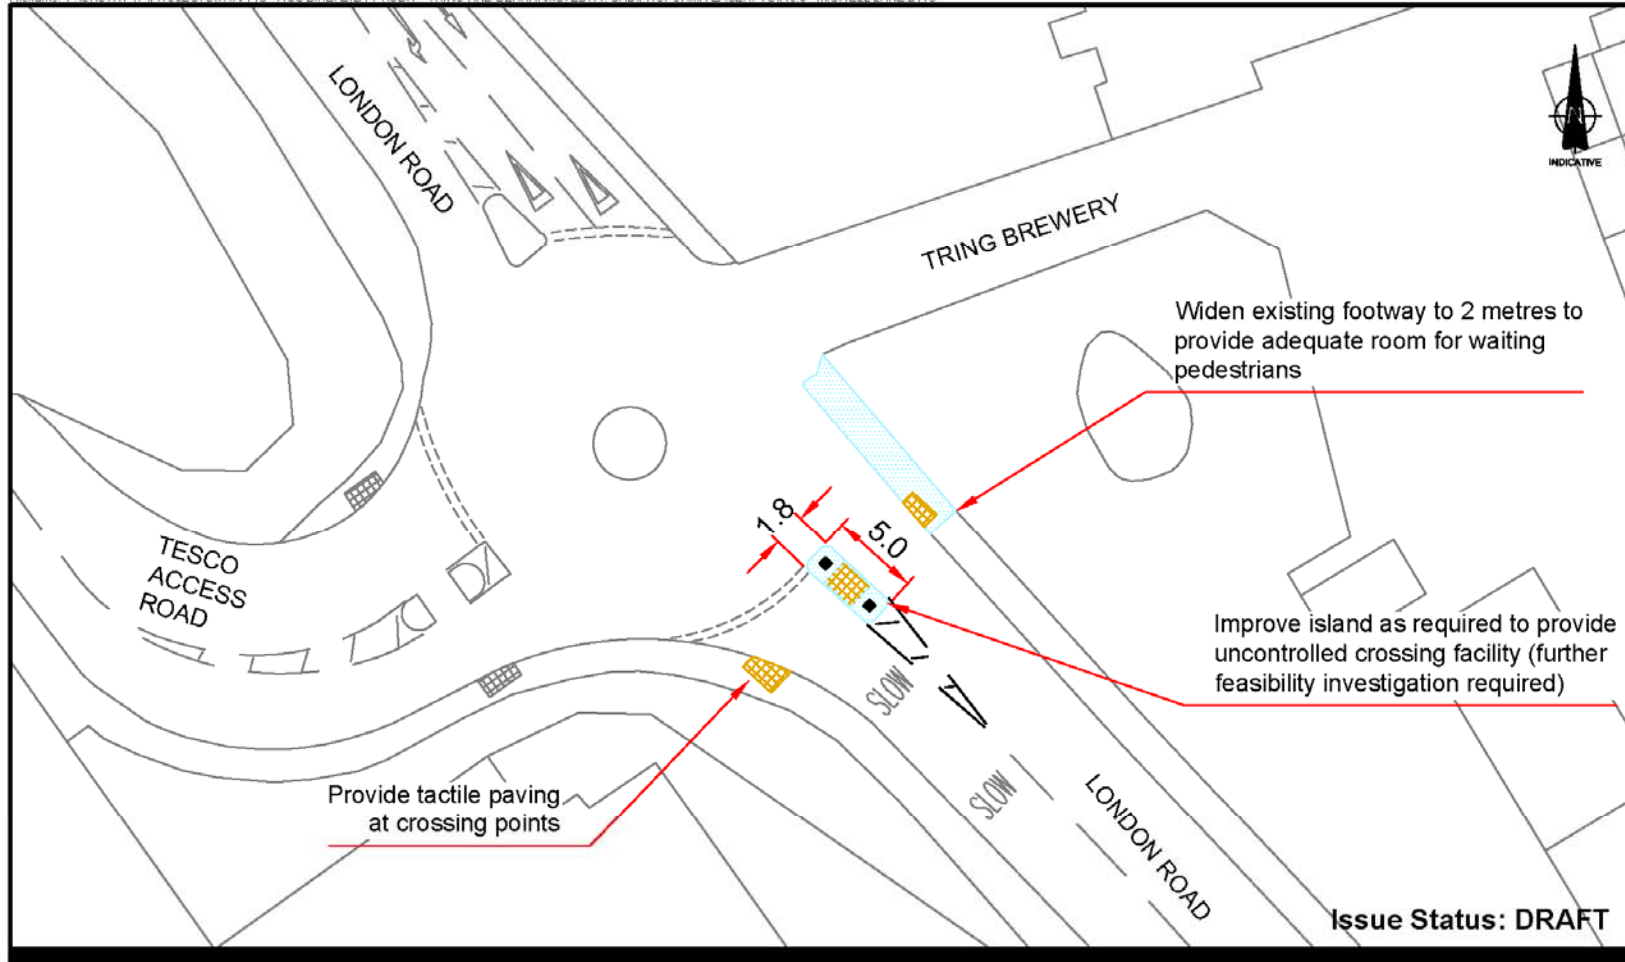 LONDON ROAD
N
INDICATIVE
TRING BREWERY
Widen existing footway to 2 metres to
provide adequate room for waiting
pedestrians
1.8
5.0
TESCO
ACCESS
ROAD
Improve island as required to provide
uncontrolled crossing facility (further
feasibility investigation required)
SLOW
SLOW
Provide tactile paving
at crossing points
LONDON ROAD
Issue Status: DRAFT